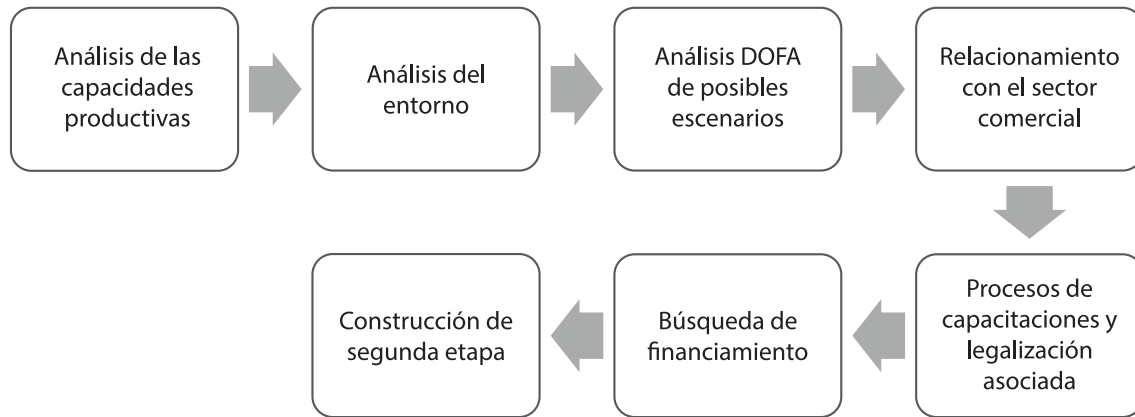 Análisis de las
capacidades
productivas
Análisis del
entorno
Análisis DOFA
de posibles
escenarios
Relacionamiento
con el sector
comercial
Procesos de
capacitaciones y
legalización
asociada
Búsqueda de
financiamiento
Construcción de
segunda etapa